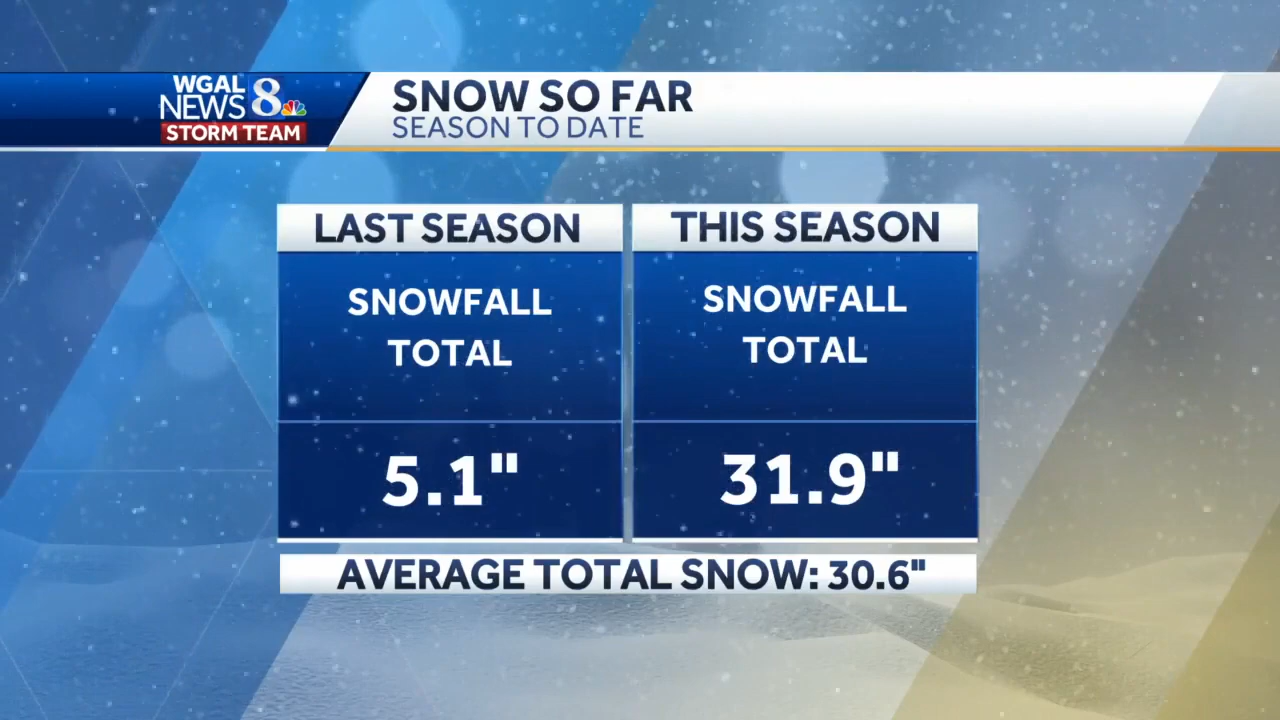 WGAL
NEWS 8
STORM TEAM
SNOW SO FAR
SEASON TO DATE
LAST SEASON
SNOWFALL
TOTAL
5.1"
THIS SEASON
SNOWFALL
TOTAL
31.9"
AVERAGE TOTAL SNOW: 30.6"